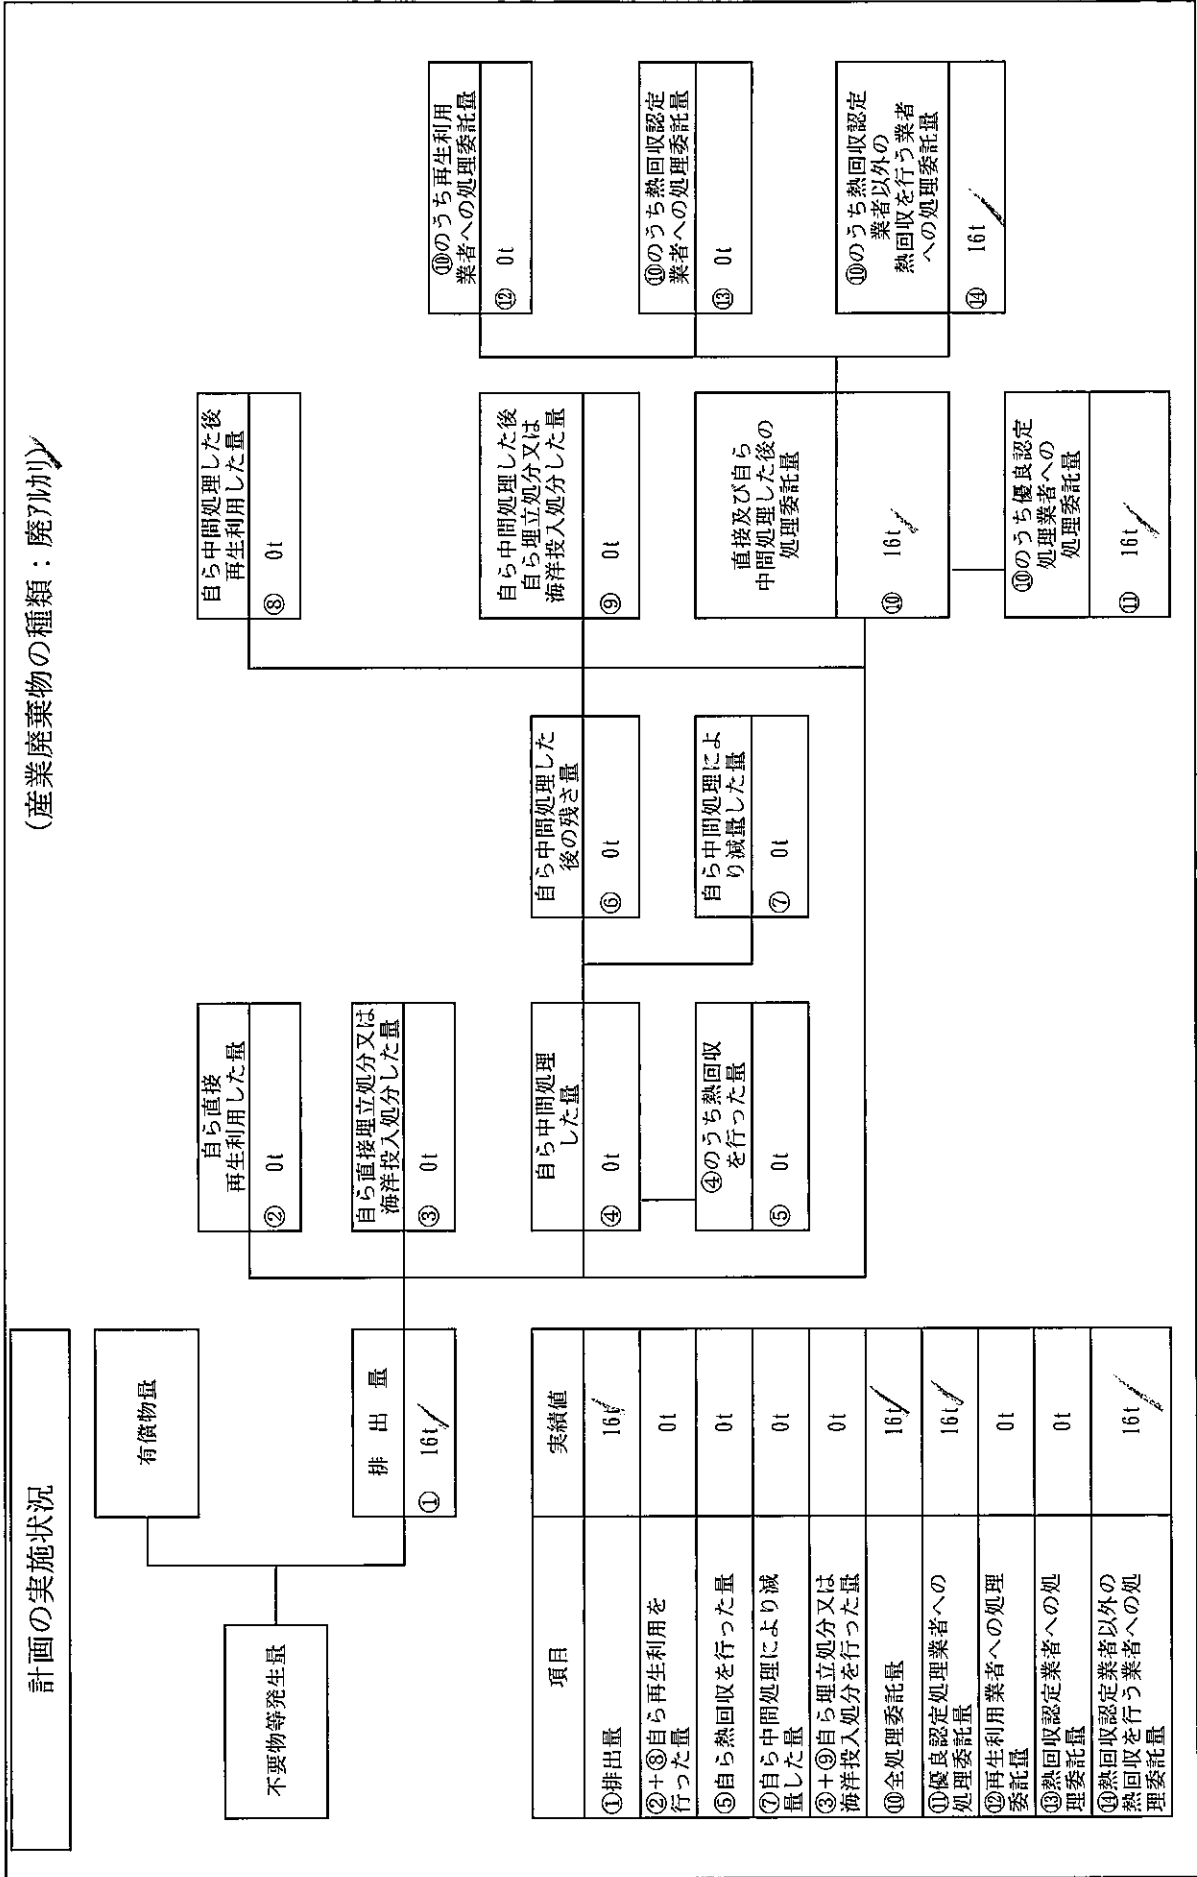 計画の実施状況
(産業廃棄物の種類：廃アルカリ)
不要物等発生量
有償物量
排 出 量
① 16t
自ら直接
再生利用した量
② 0t
自ら直接埋立処分又は
海洋投入処分した量
③ 0t
自ら中間処理
した量
④ 0t
④のうち熱回収
を行った量
⑤ 0t
自ら中間処理した
後の残さ量
⑥ 0t
自ら中間処理によ
り減量した量
⑦ 0t
自ら中間処理した後
再生利用した量
⑧ 0t
自ら中間処理した後
自ら埋立処分又は
海洋投入処分した量
⑨ 0t
直接及び自ら
中間処理した後の
処理委託量
⑩ 16t
⑩のうち優良認定
処理業者への
処理委託量
⑪ 16t
⑩のうち再生利用
業者への処理委託量
⑫ 0t
⑩のうち熱回収認定
業者への処理委託量
⑬ 0t
⑩のうち熱回収認定
業者以外の
熱回収を行う業者
への処理委託量
⑭ 16t
項目 実績値
①排出量 16t
②+⑧自ら再生利用を
行った量 0t
⑤自ら熱回収を行った量 0t
⑦自ら中間処理により減
量した量 0t
③+⑨自ら埋立処分又は
海洋投入処分を行った量 0t
⑩全処理委託量 16t
⑪優良認定処理業者への
処理委託量 16t
⑫再生利用業者への処理
委託量 0t
⑬熱回収認定業者への処
理委託量 0t
⑭熱回収認定業者以外の
熱回収を行う業者への処
理委託量 16t